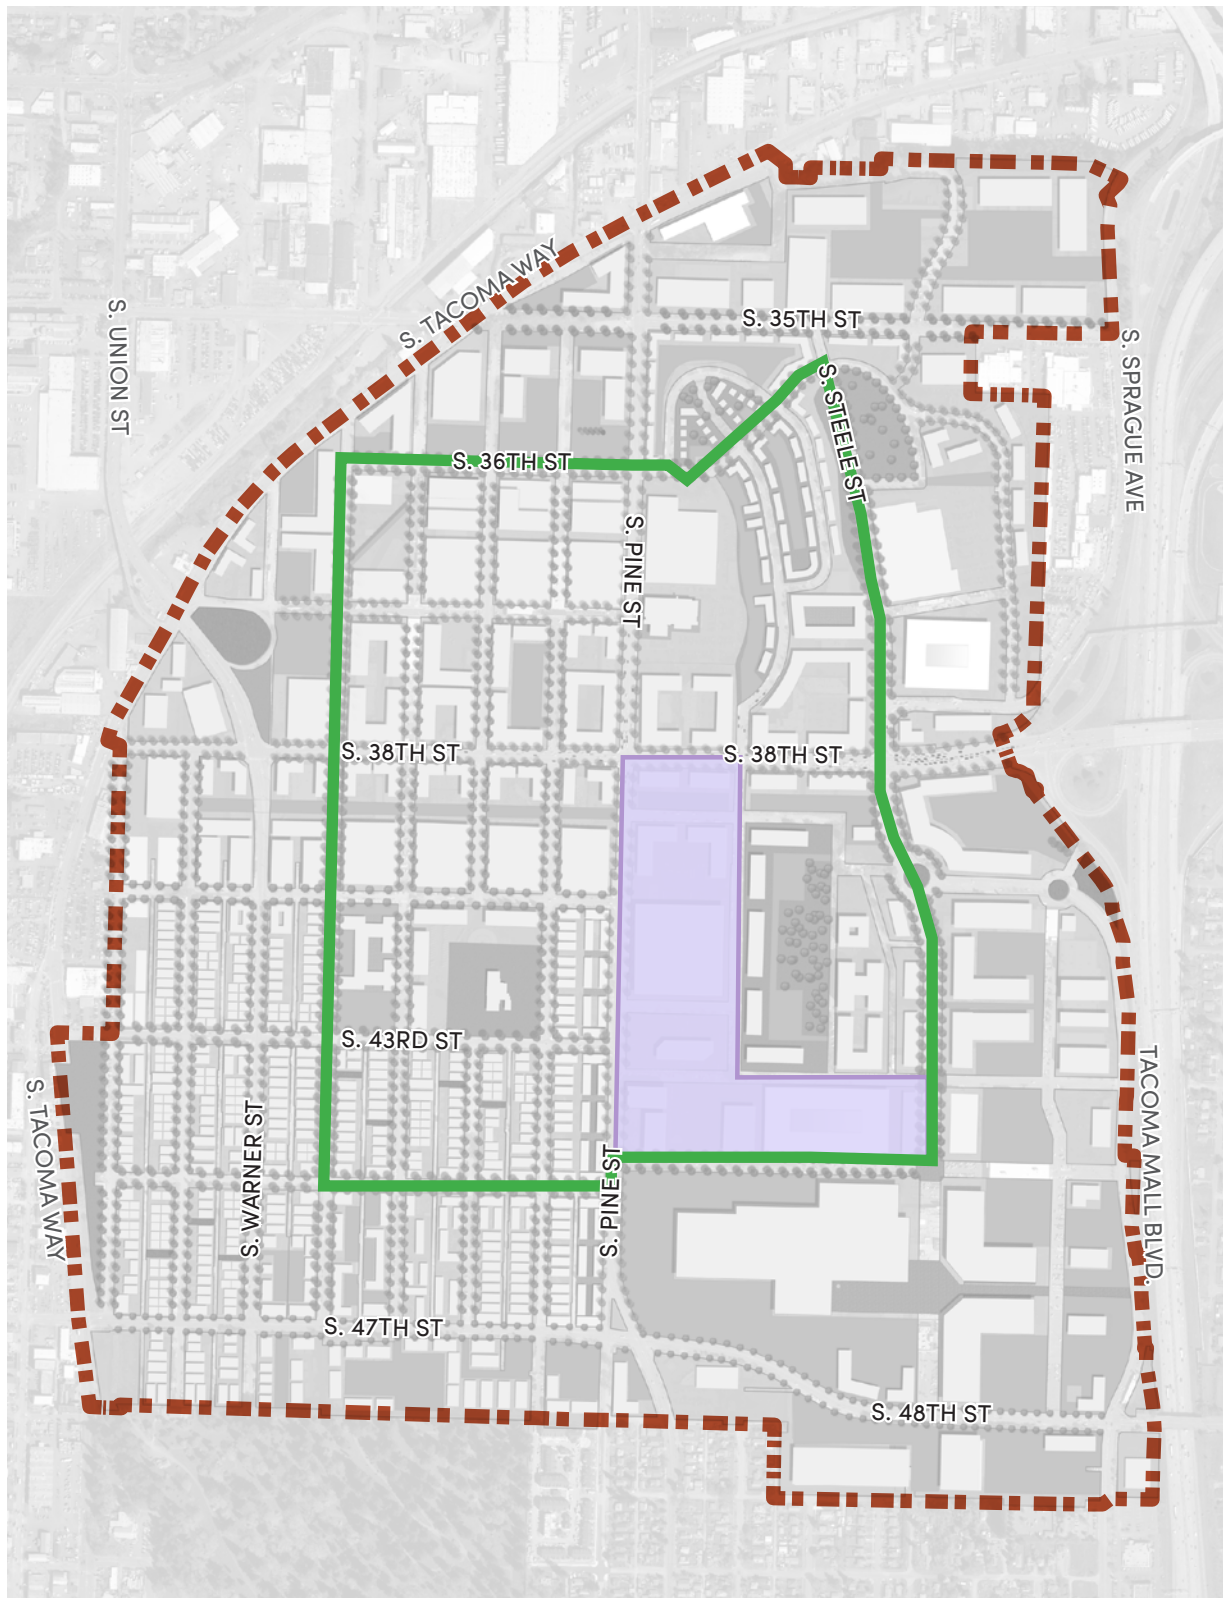 S. TACOMA WAY
S. UNION ST
S. 35TH ST
S. SPRAGUE AVE
S. STEELE ST
S. 36TH ST
S. PINE ST
S. 38TH ST
S. 38TH ST
S. 43RD ST
S. TACOMA WAY
S. WARNER ST
S. PINE ST
TACOMA MALL BLVD.
S. 47TH ST
S. 48TH ST